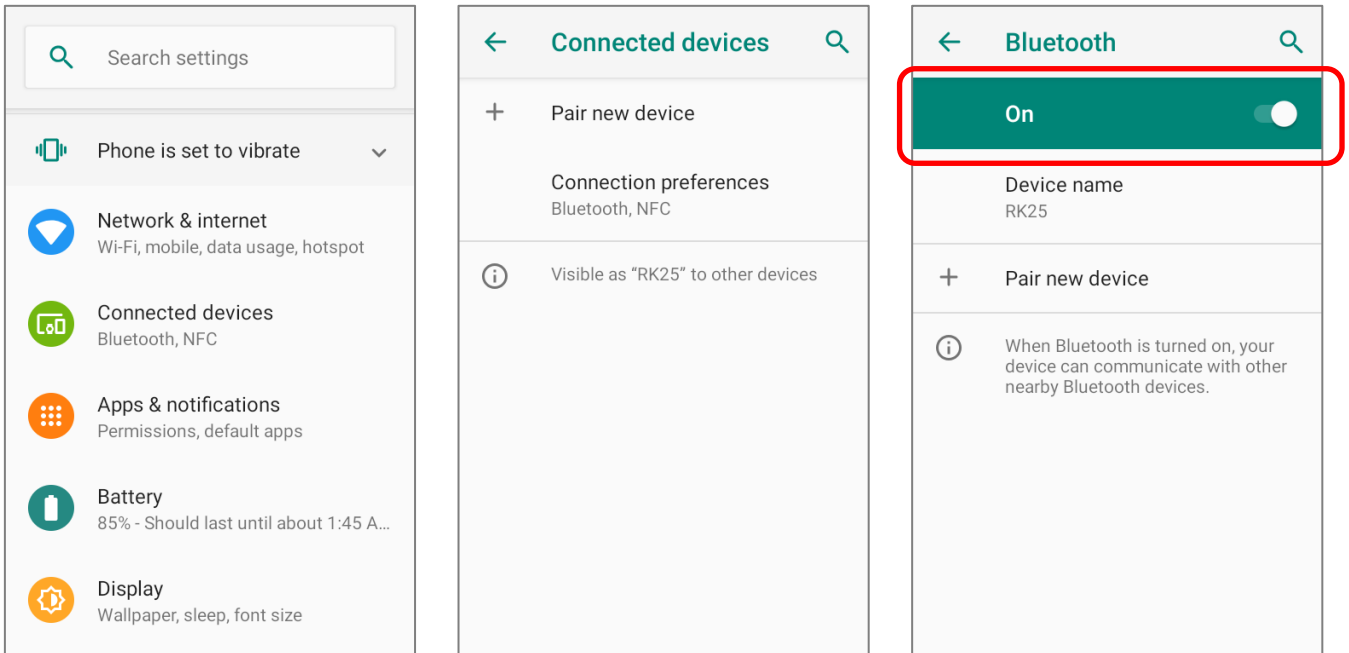 Search settings
Phone is set to vibrate
Network & internet
Wi-Fi, mobile, data usage, hotspot
Connected devices
Bluetooth, NFC
Apps & notifications
Permissions, default apps
Battery
85% - Should last until about 1:45 A...
Display
Wallpaper, sleep, font size
Connected devices
Pair new device
Connection preferences
Bluetooth, NFC
Visible as “RK25” to other devices
Bluetooth
On
Device name
RK25
Pair new device
When Bluetooth is turned on, your
device can communicate with other
nearby Bluetooth devices.